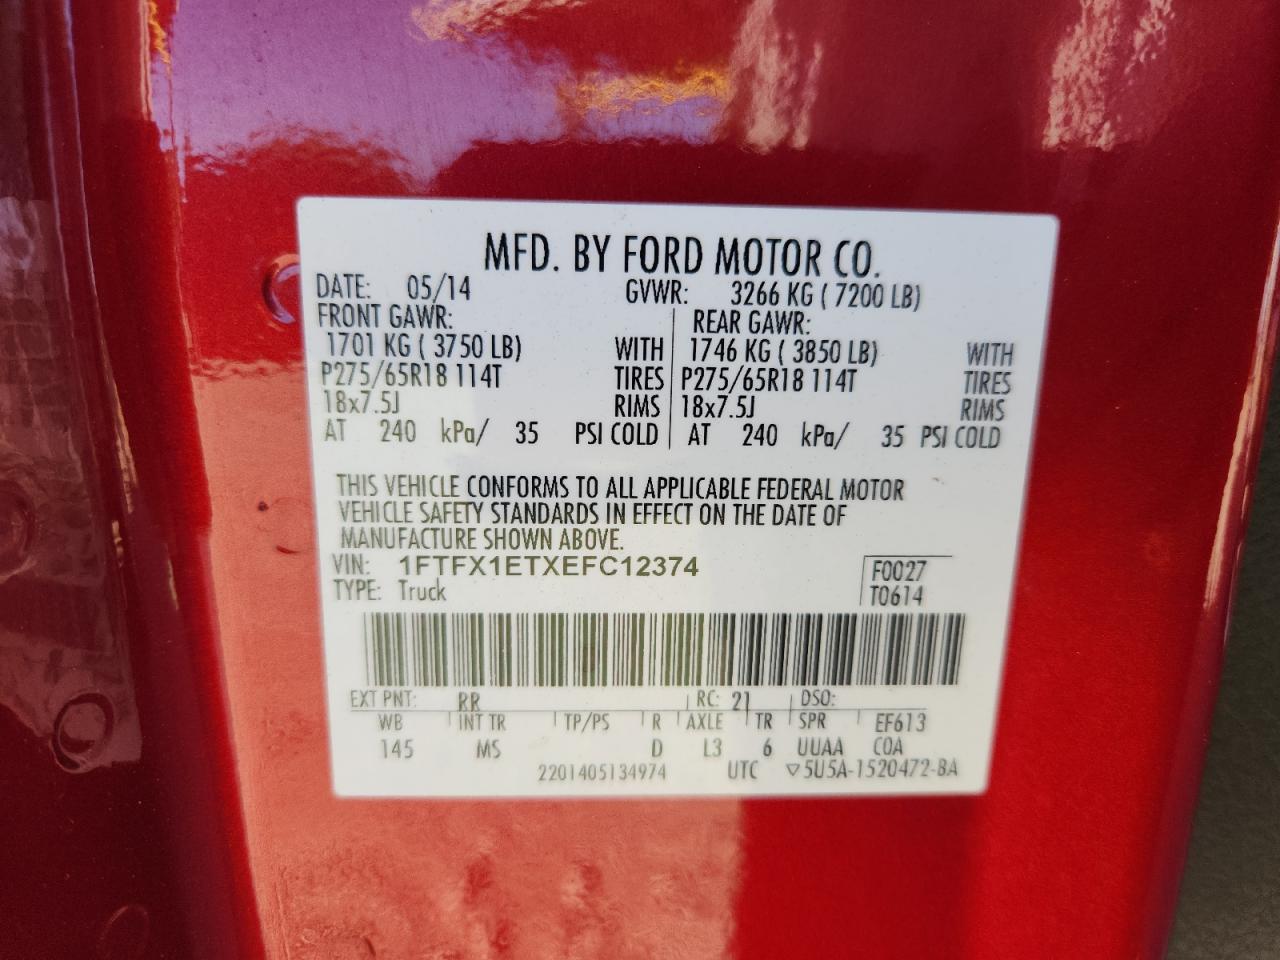 MFD. BY FORD MOTOR CO.
DATE: 05/14 GVWR: 3266 KG ( 7200 LB)
FRONT GAWR: REAR GAWR:
1701 KG ( 3750 LB) WITH 1746 KG ( 3850 LB) WITH
P275/65R18 114T TIRES P275/65R18 114T TIRES
18x7.5J RIMS 18x7.5J RIMS
AT 240 kPa/ 35 PSI COLD AT 240 kPa/ 35 PSI COLD
THIS VEHICLE CONFORMS TO ALL APPLICABLE FEDERAL MOTOR
VEHICLE SAFETY STANDARDS IN EFFECT ON THE DATE OF
MANUFACTURE SHOWN ABOVE.
VIN: 1FTFX1ETXEFC12374 F0027
TYPE: Truck T0614
EXT PNT: RR RC: 21 DSO:
WB INT TR TP/PS R AXLE TR SPR EF613
145 MS D L3 6 UUAA COA
2201405134974 UTC ▽5U5A-1520472-BA